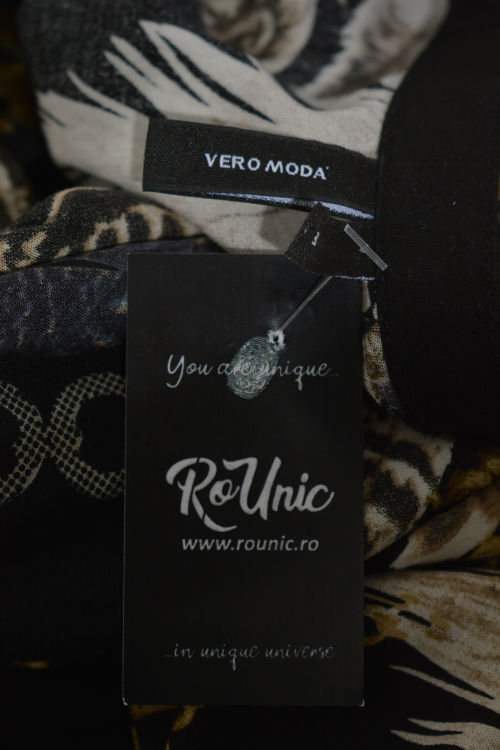 VERO MODA
You are unique...
RoUnic
www.rounic.ro
...in unique universe